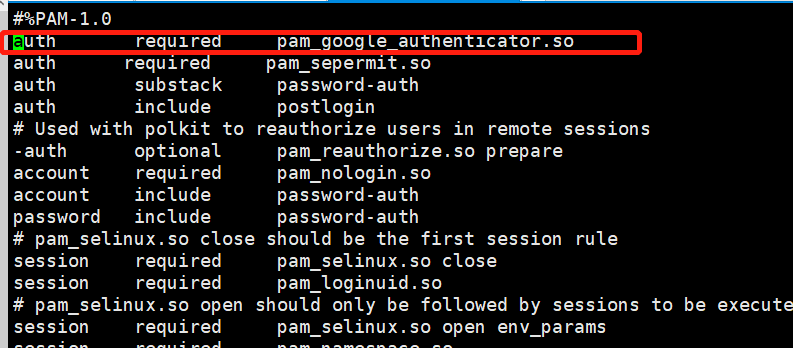 #%PAM-1.0
auth       required     pam_google_authenticator.so
auth      required     pam_sepermit.so
auth       substack     password-auth
auth       include      postlogin
# Used with polkit to reauthorize users in remote sessions
-auth      optional     pam_reauthorize.so prepare
account    required     pam_nologin.so
account    include      password-auth
password   include      password-auth
# pam_selinux.so close should be the first session rule
session    required     pam_selinux.so close
session    required     pam_loginuid.so
# pam_selinux.so open should only be followed by sessions to be execute
session    required     pam_selinux.so open env_params
session    required     pam_namespace.so